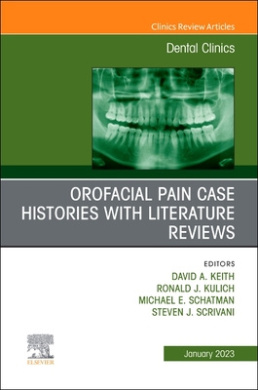 Clinics Review Articles
Dental Clinics
OROFACIAL PAIN CASE
HISTORIES WITH LITERATURE
REVIEWS
EDITORS
DAVID A. KEITH
RONALD J. KULICH
MICHAEL E. SCHATMAN
STEVEN J. SCRIVANI
ELSEVIER
January 2023